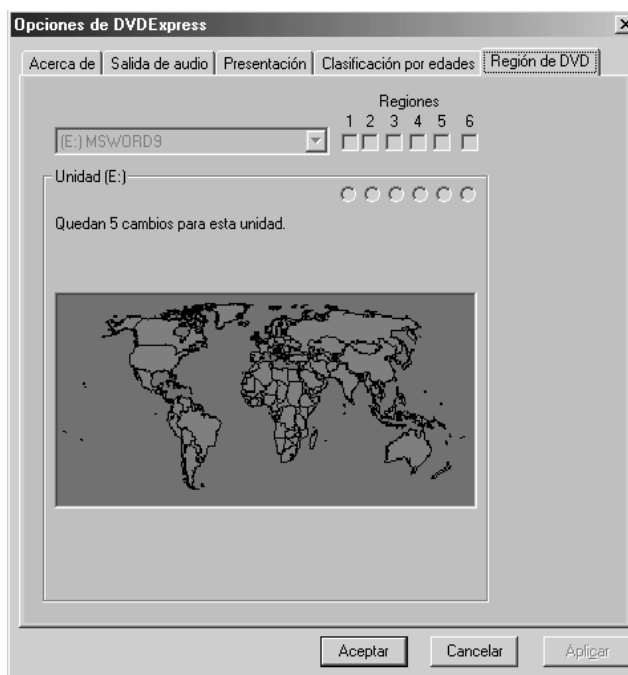 Opciones de DVDExpress
Acerca de Salida de audio Presentación Clasificación por edades Región de DVD
Regiones
1 2 3 4 5 6
(E:) MSWORD9
Unidad (E:)
Quedan 5 cambios para esta unidad.
Aceptar Cancelar Aplicar